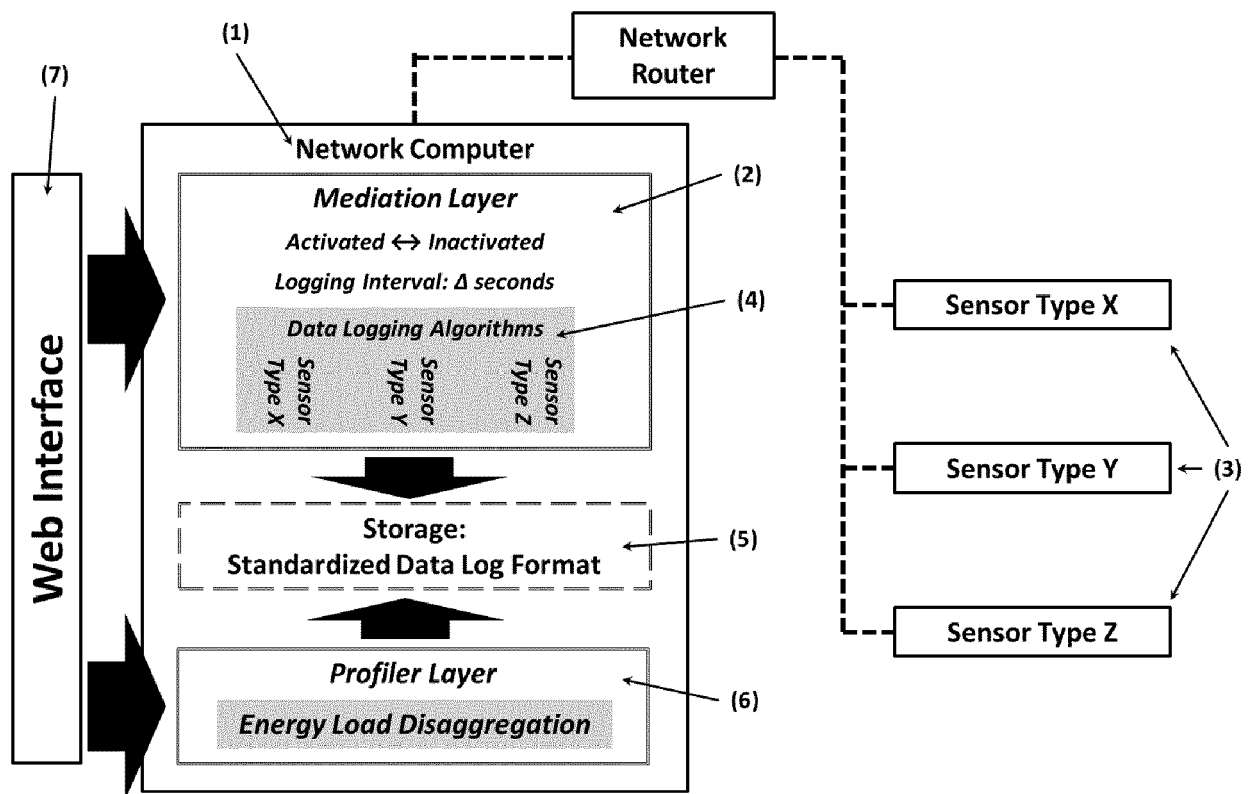 (1)
Network
Router
(7)
Network Computer
(2)
Mediation Layer
Activated ↔ Inactivated
Logging Interval: Δ seconds
(4)
Data Logging Algorithms
Sensor
Type X
Sensor
Type Y
Sensor
Type Z
Sensor Type X
Web Interface
Sensor Type Y
(3)
Storage:
Standardized Data Log Format
(5)
Sensor Type Z
Profiler Layer
(6)
Energy Load Disaggregation